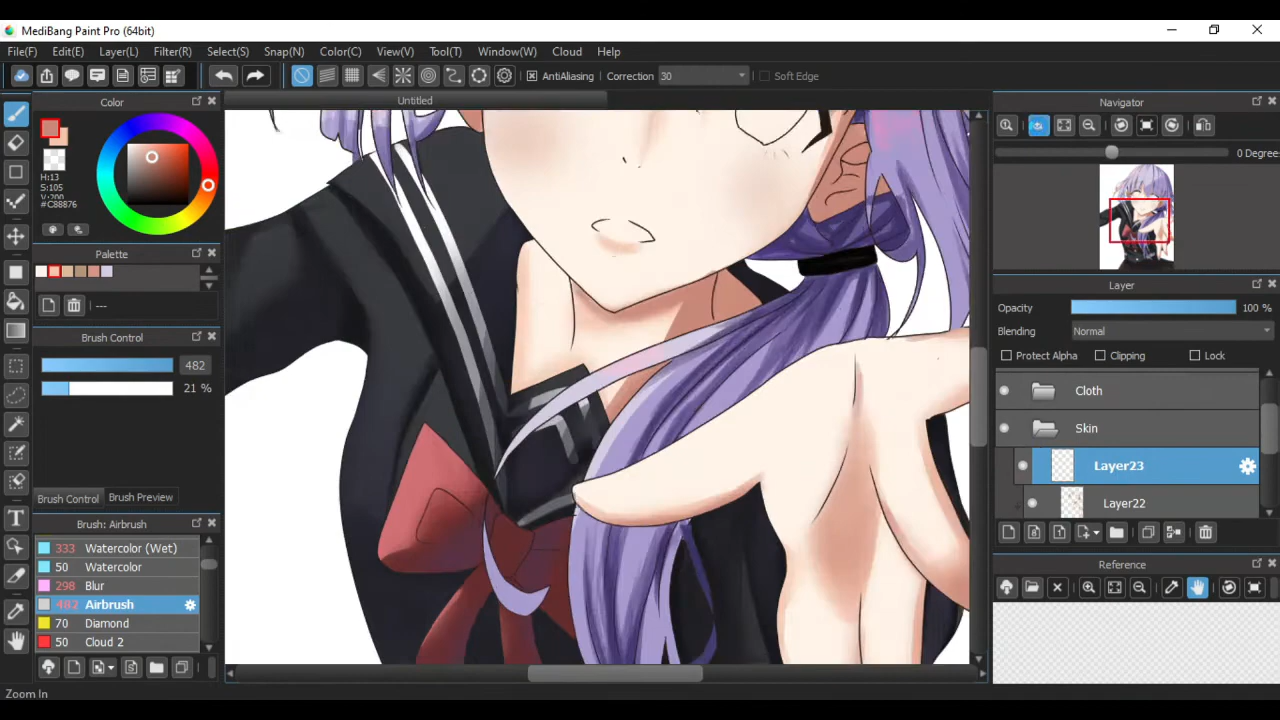 MediBang Paint Pro (64bit)
File(F) Edit(E) Layer(L) Filter(R) Select(S) Snap(N) Color(C) View(V) Tool(T) Window(W) Cloud Help
AntiAliasing Correction 30 Soft Edge
Color
Untitled
Navigator
0 Degree
H:13
S:105
V:200
#C88876
Palette
---
Brush Control
482
21 %
Brush Control Brush Preview
Brush: Airbrush
333 Watercolor (Wet)
50 Watercolor
298 Blur
482 Airbrush
70 Diamond
50 Cloud 2
Layer
Opacity 100 %
Blending Normal
Protect Alpha Clipping Lock
Cloth
Skin
Layer23
Layer22
Reference
Zoom In